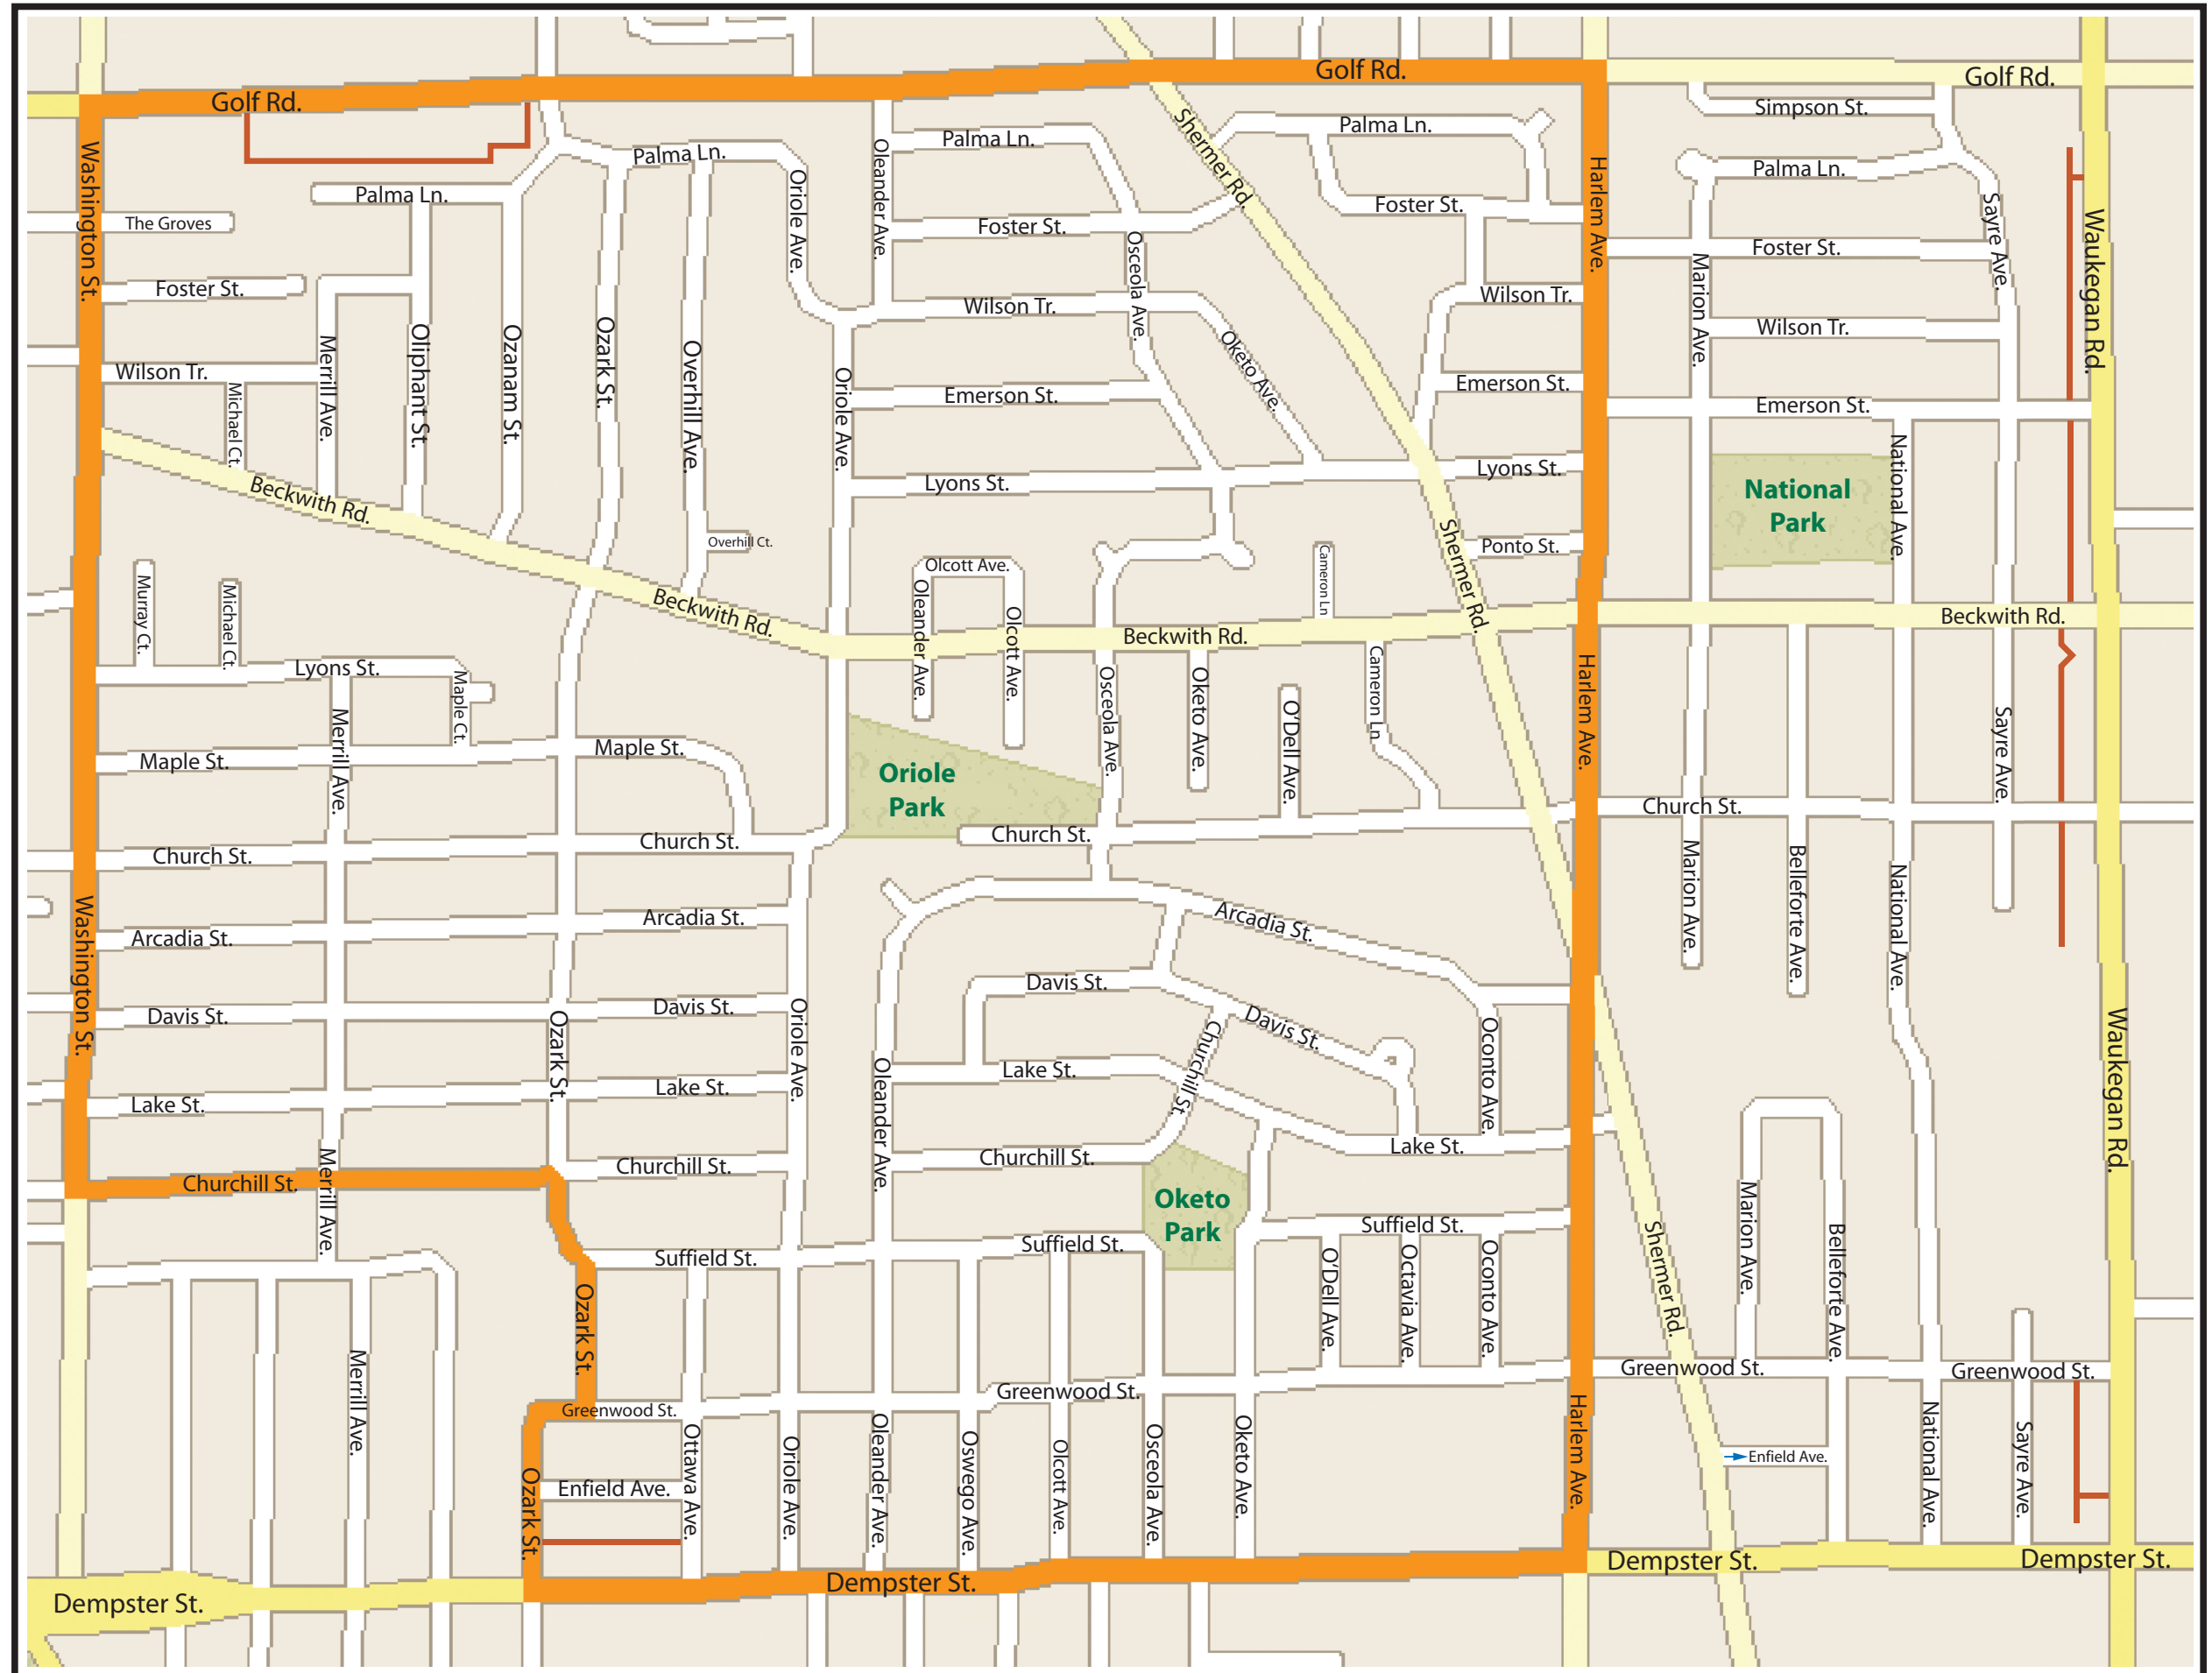 Golf Rd.
Golf Rd.
Golf Rd.
Simpson St.
Palma Ln.
Palma Ln.
Palma Ln.
Palma Ln.
Palma Ln.
Shermer Rd.
Washington St.
Oriole Ave.
Oleander Ave.
Harlem Ave.
Sayre Ave.
Waukegan Rd.
The Groves
Foster St.
Foster St.
Foster St.
Foster St.
Osceola Ave.
Marion Ave.
Wilson Tr.
Wilson Tr.
Wilson Tr.
Wilson Tr.
Michael Ct.
Merrill Ave.
Oliphant St.
Ozanam St.
Ozark St.
Overhill Ave.
Oriole Ave.
Oketo Ave.
Emerson St.
Emerson St.
Emerson St.
National Ave.
Lyons St.
Lyons St.
National
Park
Beckwith Rd.
Overhill Ct.
Shermer Rd.
Ponto St.
Murray Ct.
Michael Ct.
Olcott Ave.
Oleander Ave.
Olcott Ave.
Cameron Ln
Beckwith Rd.
Beckwith Rd.
Beckwith Rd.
Lyons St.
Maple Ct.
Merrill Ave.
Osceola Ave.
Oketo Ave.
O'Dell Ave.
Cameron Ln
Harlem Ave.
Sayre Ave.
Maple St.
Maple St.
Oriole
Park
Church St.
Church St.
Church St.
Church St.
Marion Ave.
Belleforte Ave.
National Ave.
Washington St.
Arcadia St.
Arcadia St.
Arcadia St.
Davis St.
Davis St.
Davis St.
Davis St.
Ozark St.
Oriole Ave.
Oleander Ave.
Churchill St.
Oconto Ave.
Waukegan Rd.
Lake St.
Lake St.
Lake St.
Lake St.
Churchill St.
Churchill St.
Churchill St.
Merrill Ave.
Oketo
Park
Marion Ave.
Belleforte Ave.
Shermer Rd.
Suffield St.
Suffield St.
Suffield St.
Ozark St.
O'Dell Ave.
Octavia Ave.
Oconto Ave.
Merrill Ave.
Greenwood St.
Greenwood St.
Greenwood St.
Greenwood St.
Ozark St.
Enfield Ave.
Ottawa Ave.
Oriole Ave.
Oleander Ave.
Oswego Ave.
Olcott Ave.
Osceola Ave.
Oketo Ave.
Harlem Ave.
Enfield Ave.
National Ave.
Sayre Ave.
Dempster St.
Dempster St.
Dempster St.
Dempster St.